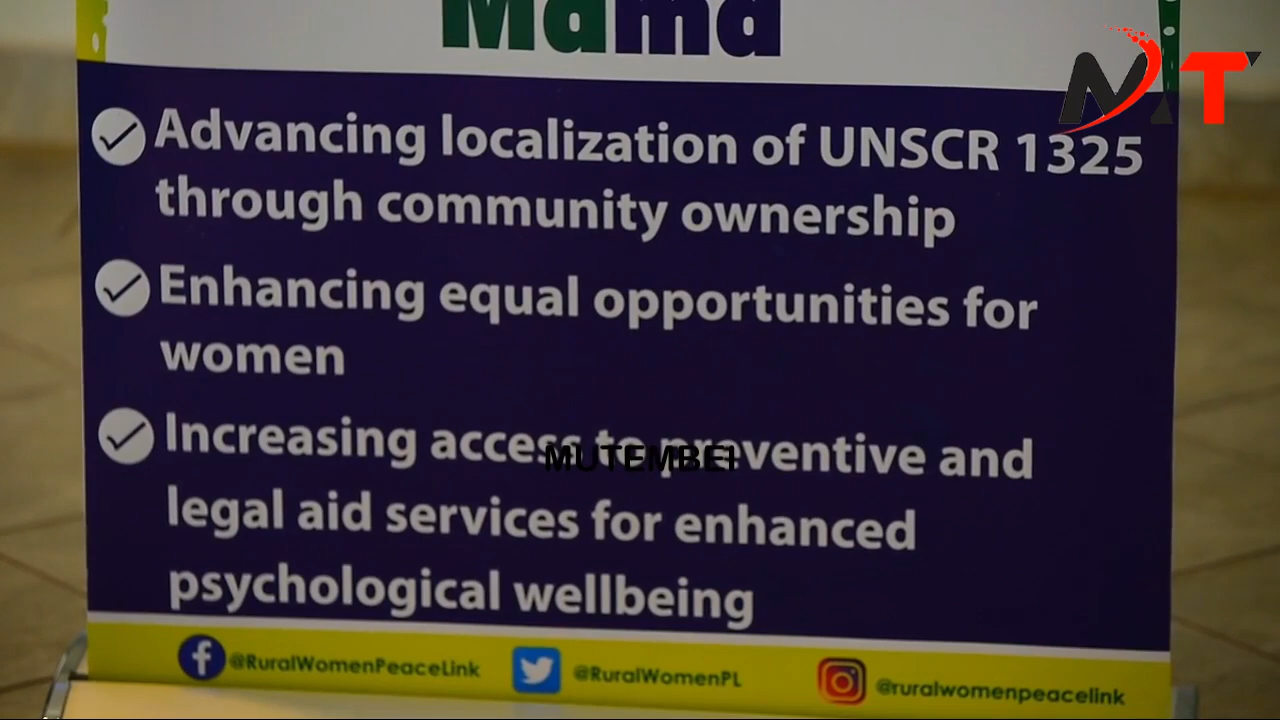 Mama
MT
Advancing localization of UNSCR 1325
through community ownership
Enhancing equal opportunities for
women
Increasing access to preventive and
MUTEMBEI
legal aid services for enhanced
psychological wellbeing
@RuralWomenPeaceLink @RuralWomenPL @ruralwomenpeacelink